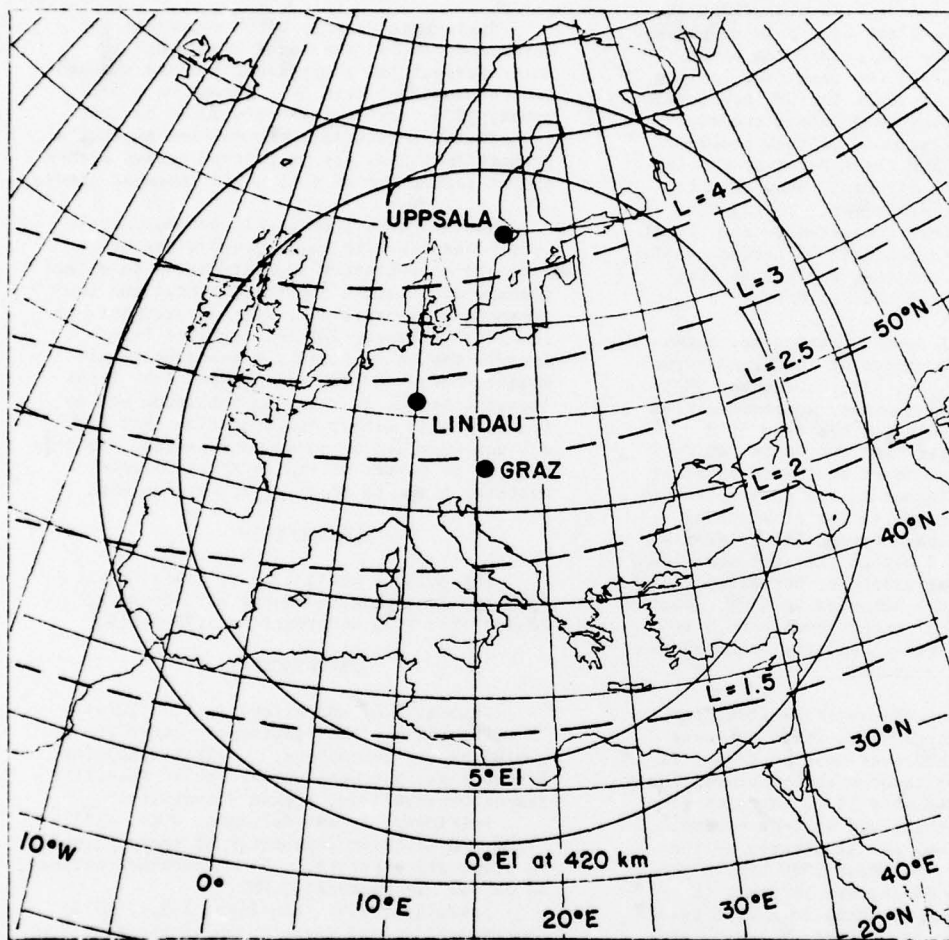 UPPSALA
L = 4
L = 3
50°N
L = 2.5
LINDAU
GRAZ
L = 2
40°N
L = 1.5
30°N
5°El
0°El at 420 km
10°W
0°
10°E
20°E
30°E
40°E
20°N